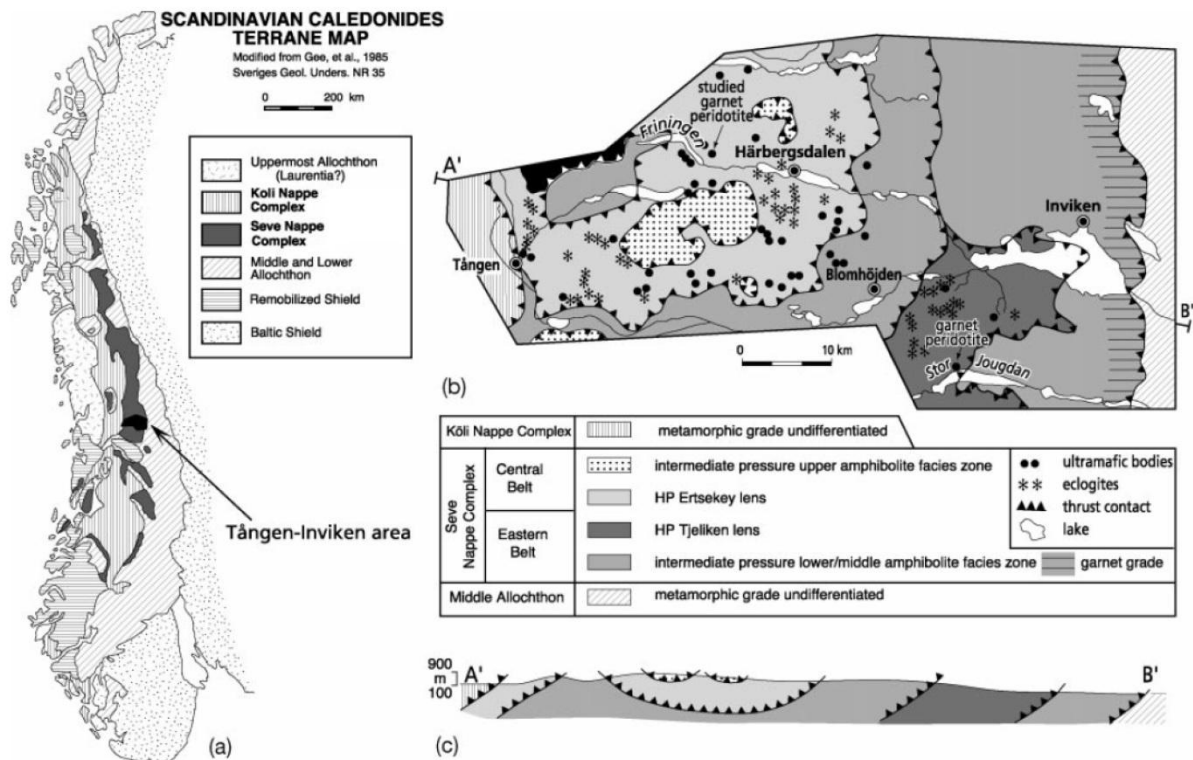 SCANDINAVIAN CALEDONIDES
TERRANE MAP
Modified from Gee, et al., 1985
Sveriges Geol. Unders. NR 35
0 200 km
Uppermost Allochthon
(Laurentia?)
Koli Nappe
Complex
Seve Nappe
Complex
Middle and Lower
Allochthon
Remobilized Shield
Baltic Shield
Tången-Inviken area
(a)
A'
studied
garnet
peridotite
Friningen
Härbergsdalen
Inviken
Tången
Blomhöjden
garnet
peridotite
Stor Jougdan
B'
0 10 km
(b)
Köli Nappe Complex
metamorphic grade undifferentiated
Seve
Nappe Complex
Central
Belt
intermediate pressure upper amphibolite facies zone
HP Ertsekey lens
Eastern
Belt
HP Tjeliken lens
intermediate pressure lower/middle amphibolite facies zone
garnet grade
Middle Allochthon
metamorphic grade undifferentiated
ultramafic bodies
eclogites
thrust contact
lake
900
m
100
A'
B'
(c)